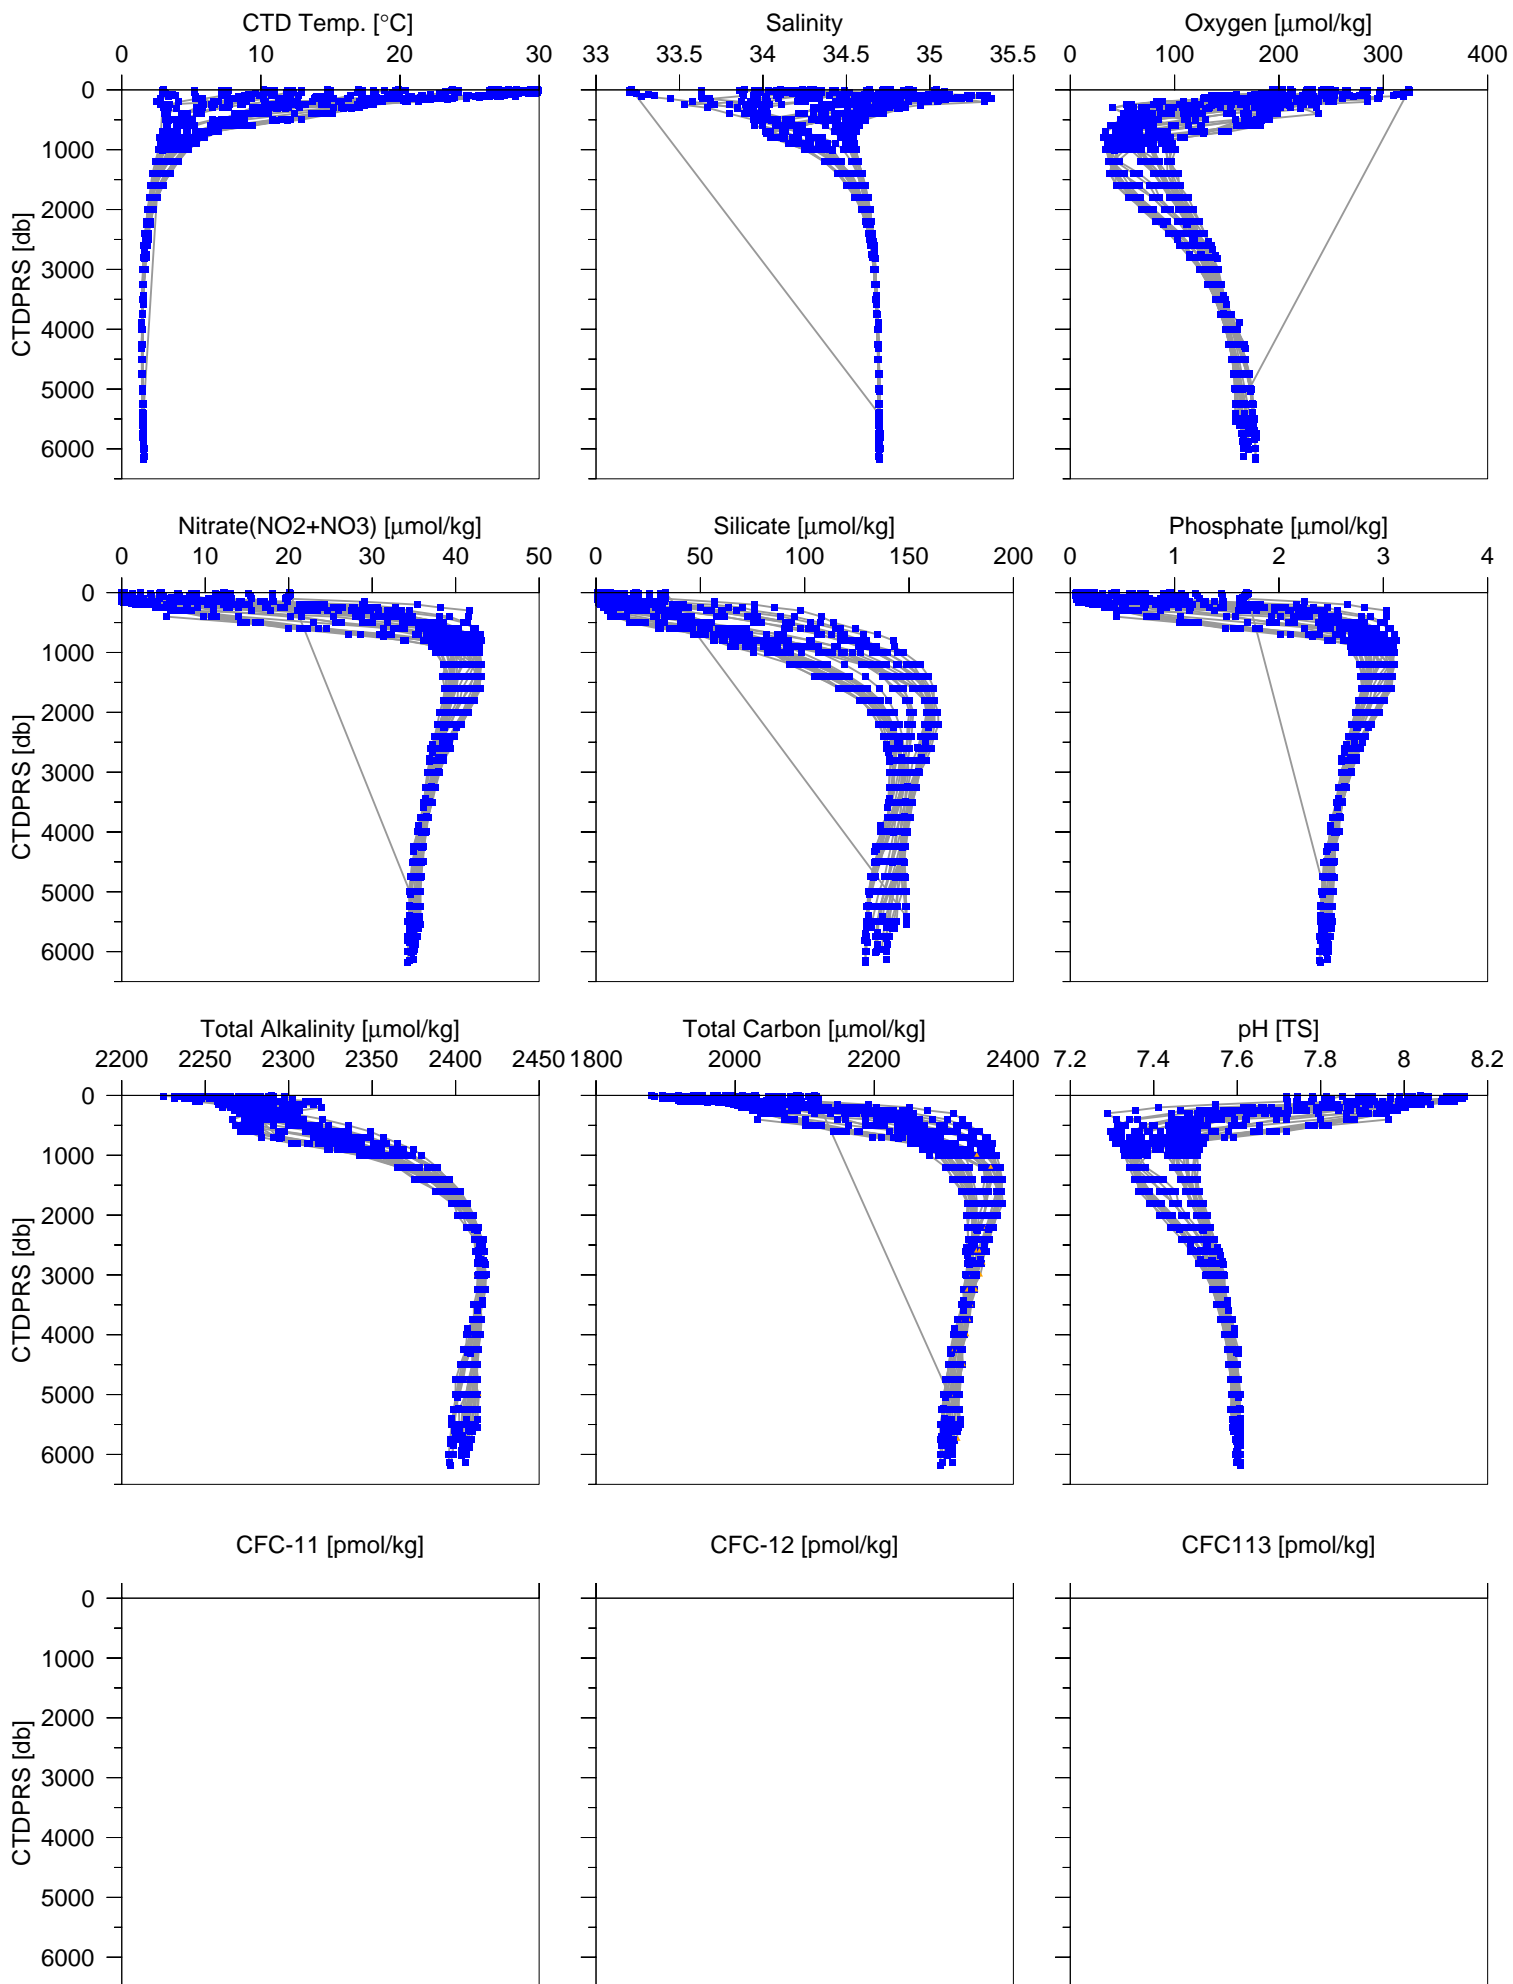 CTD Temp. [°C] Salinity Oxygen [μmol/kg]
0 10 20 30 33 33.5 34 34.5 35 35.5 0 100 200 300 400
0
1000
2000
3000
4000
5000
6000
CTDPRS [db]
Nitrate(NO2+NO3) [μmol/kg] Silicate [μmol/kg] Phosphate [μmol/kg]
0 10 20 30 40 50 0 50 100 150 200 0 1 2 3 4
0
1000
2000
3000
4000
5000
6000
CTDPRS [db]
Total Alkalinity [μmol/kg] Total Carbon [μmol/kg] pH [TS]
2200 2250 2300 2350 2400 2450 1800 2000 2200 2400 7.2 7.4 7.6 7.8 8 8.2
0
1000
2000
3000
4000
5000
6000
CTDPRS [db]
CFC-11 [pmol/kg] CFC-12 [pmol/kg] CFC113 [pmol/kg]
0
1000
2000
3000
4000
5000
6000
CTDPRS [db]